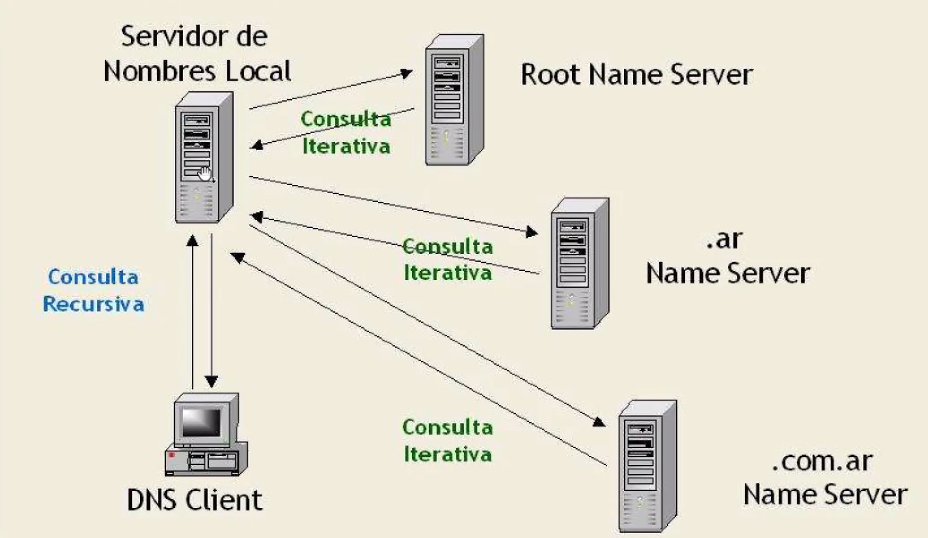 Servidor de
Nombres Local
Root Name Server
Consulta
Iterativa
.ar
Name Server
Consulta
Iterativa
Consulta
Recursiva
Consulta
Iterativa
.com.ar
Name Server
DNS Client